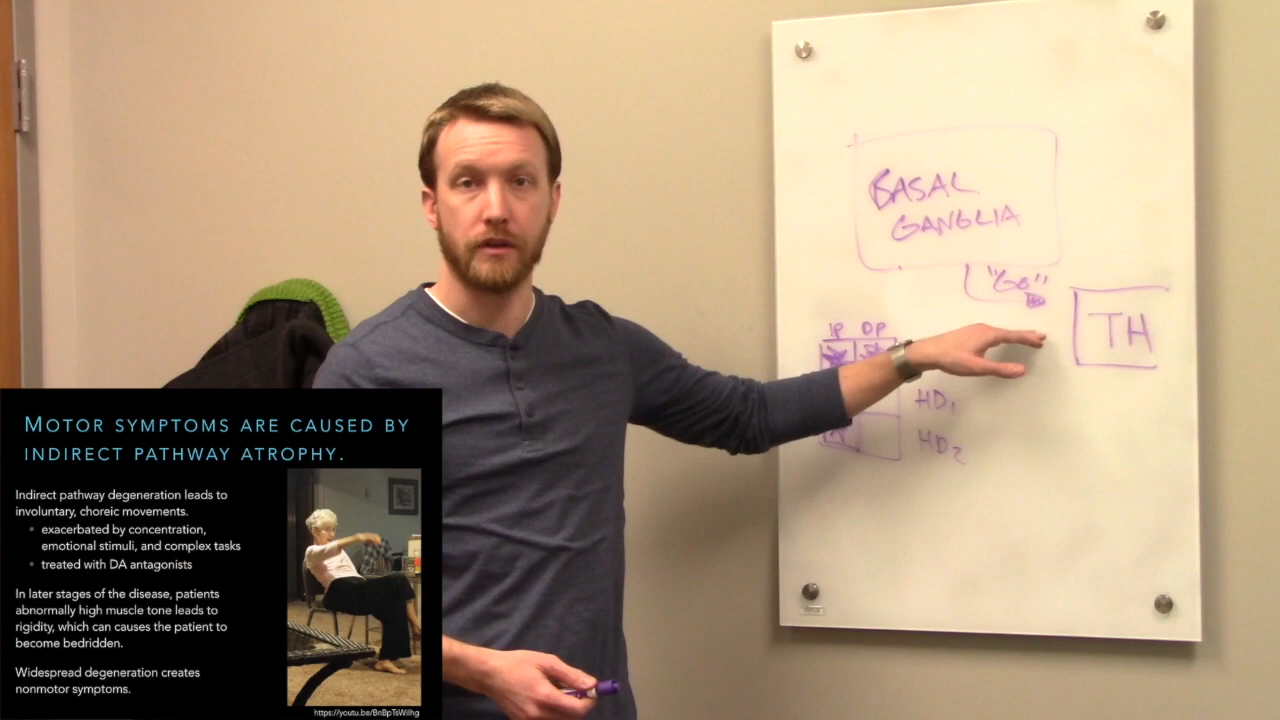 BASAL
GANGLIA
"Go"
TH
IP DP
HD1
HD2
MOTOR SYMPTOMS ARE CAUSED BY
INDIRECT PATHWAY ATROPHY.
Indirect pathway degeneration leads to
involuntary, choreic movements.
exacerbated by concentration,
emotional stimuli, and complex tasks
treated with DA antagonists
In later stages of the disease, patients
abnormally high muscle tone leads to
rigidity, which can causes the patient to
become bedridden.
Widespread degeneration creates
nonmotor symptoms.
https://youtu.be/BnBpTsWilhg